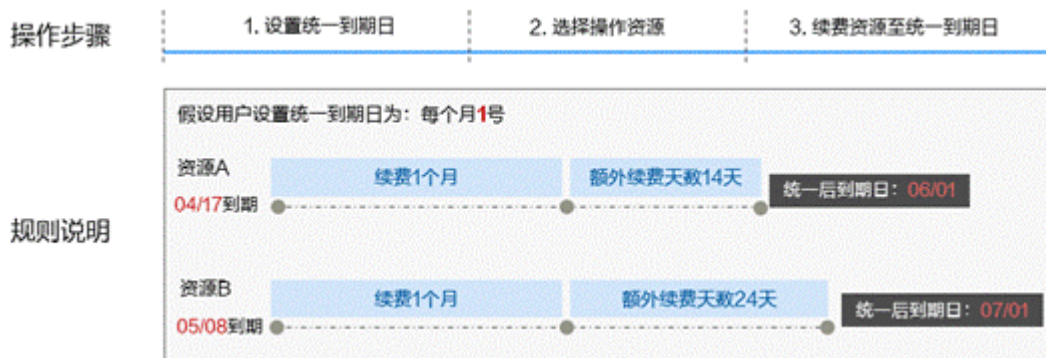 操作步骤
1. 设置统一到期日
2. 选择操作资源
3. 续费资源至统一到期日
规则说明
假设用户设置统一到期日为：每个月1号
资源A
04/17到期
续费1个月
额外续费天数14天
统一后到期日：06/01
资源B
05/08到期
续费1个月
额外续费天数24天
统一后到期日：07/01